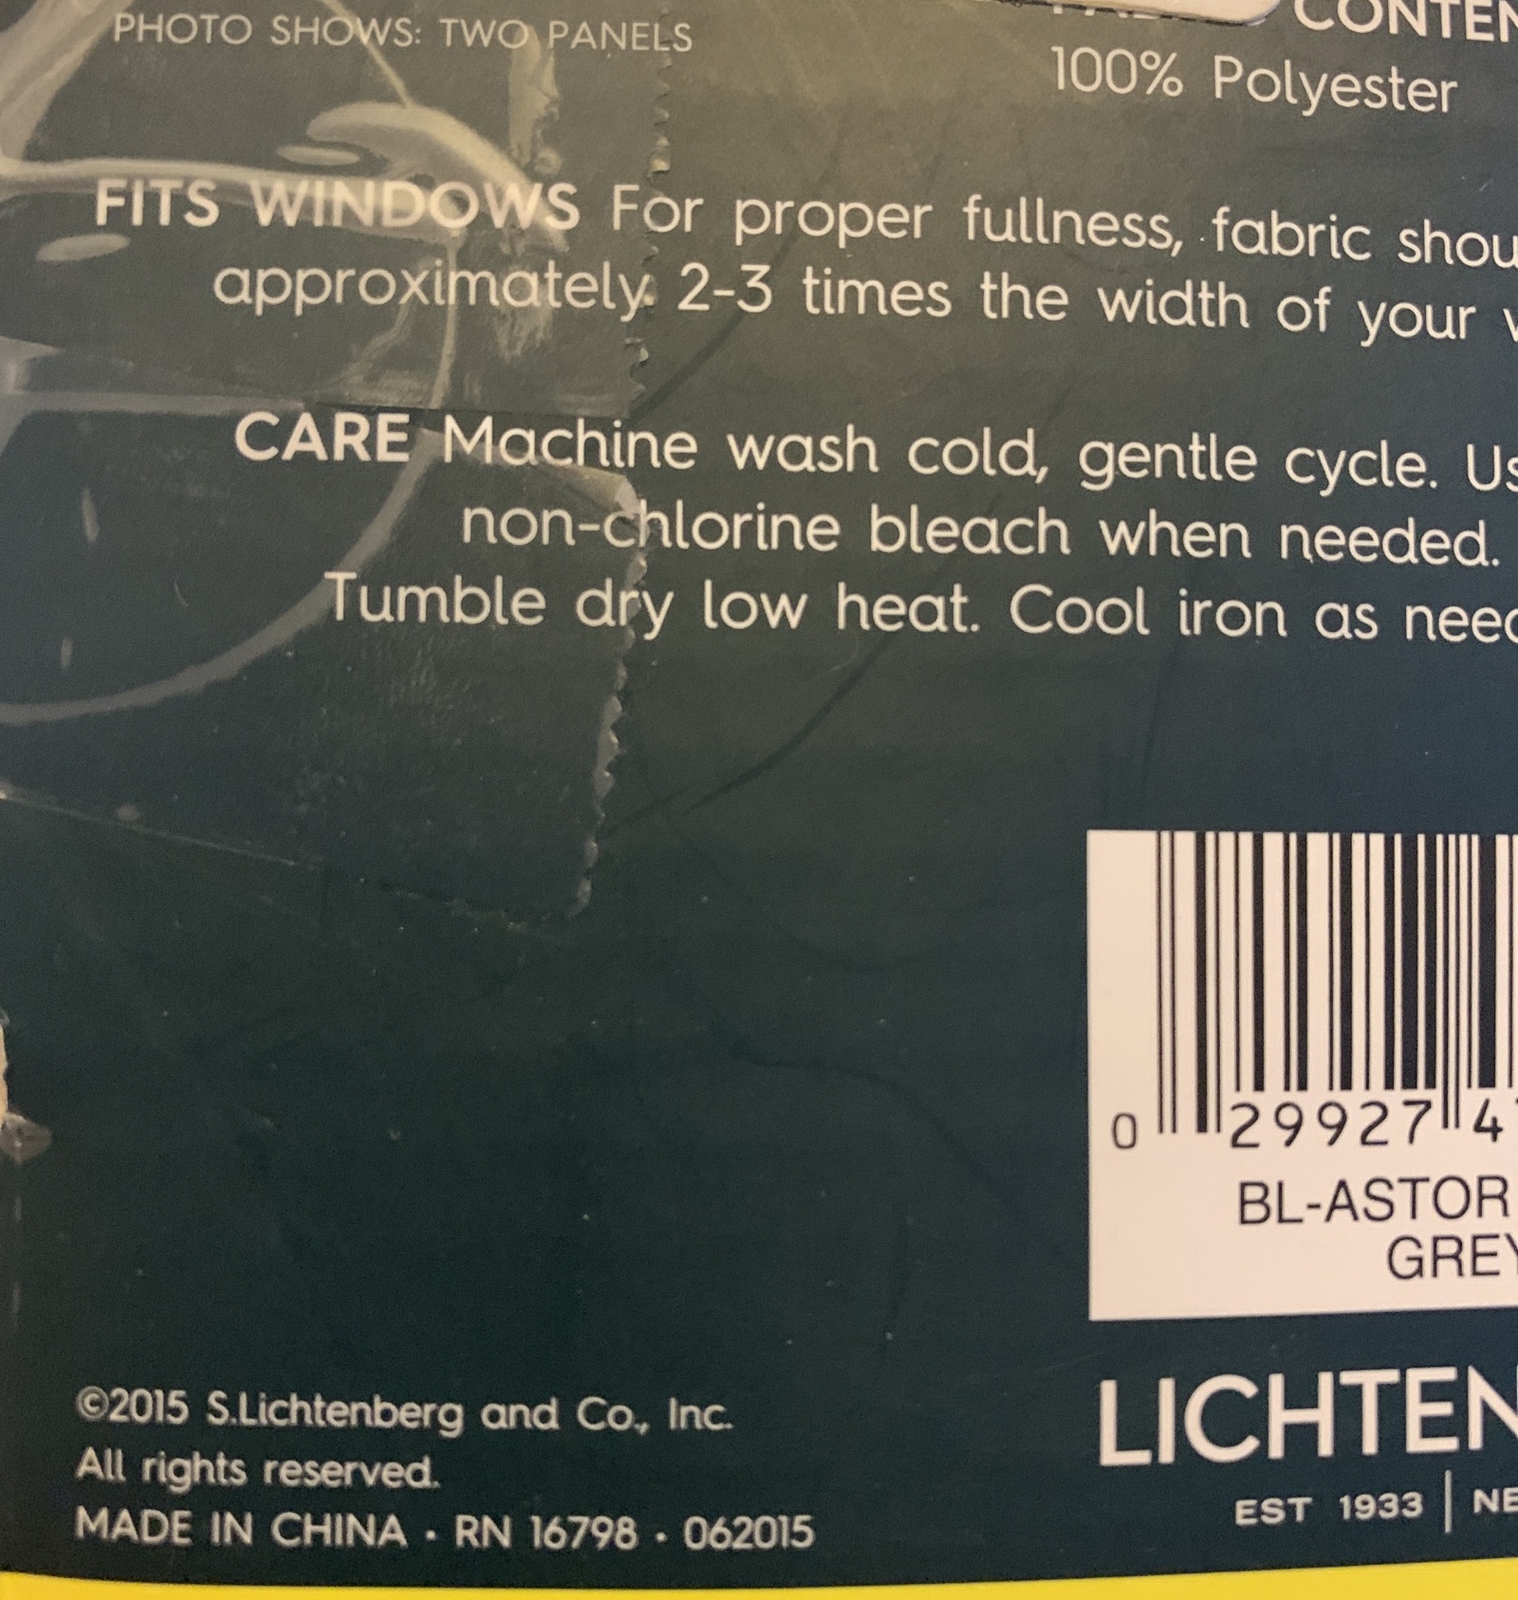 PHOTO SHOWS: TWO PANELS
100% Polyester
FITS WINDOWS For proper fullness, fabric
approximately 2-3 times the width of your
CARE Machine wash cold, gentle cycle.
non-chlorine bleach when needed.
Tumble dry low heat. Cool iron as
0 29927 4
BL-ASTOR
GREY
©2015 S.Lichtenberg and Co., Inc.
All rights reserved.
MADE IN CHINA · RN 16798 · 062015
LICHTEN
EST 1933 | NE